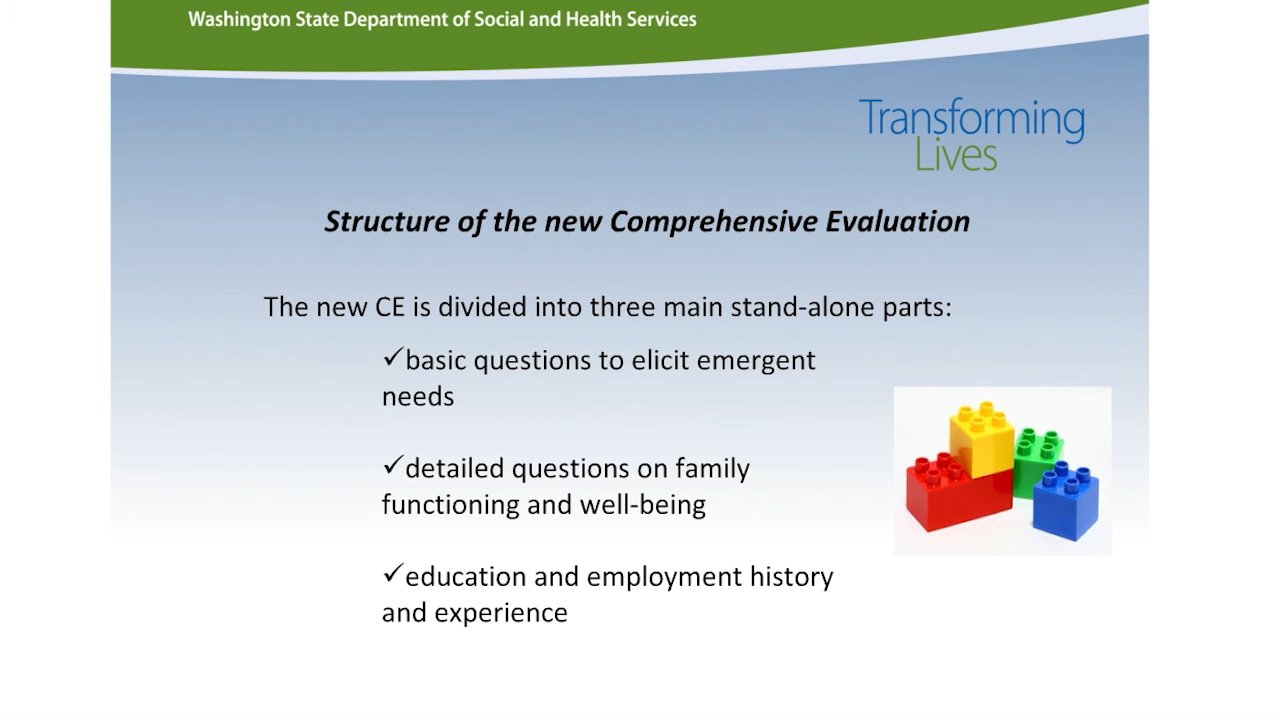 Washington State Department of Social and Health Services
Transforming
Lives
Structure of the new Comprehensive Evaluation
The new CE is divided into three main stand-alone parts:
✓basic questions to elicit emergent
needs
✓detailed questions on family
functioning and well-being
✓education and employment history
and experience